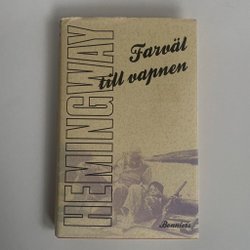 HEMINGWAY
Farväl
till vapnen
Bonniers